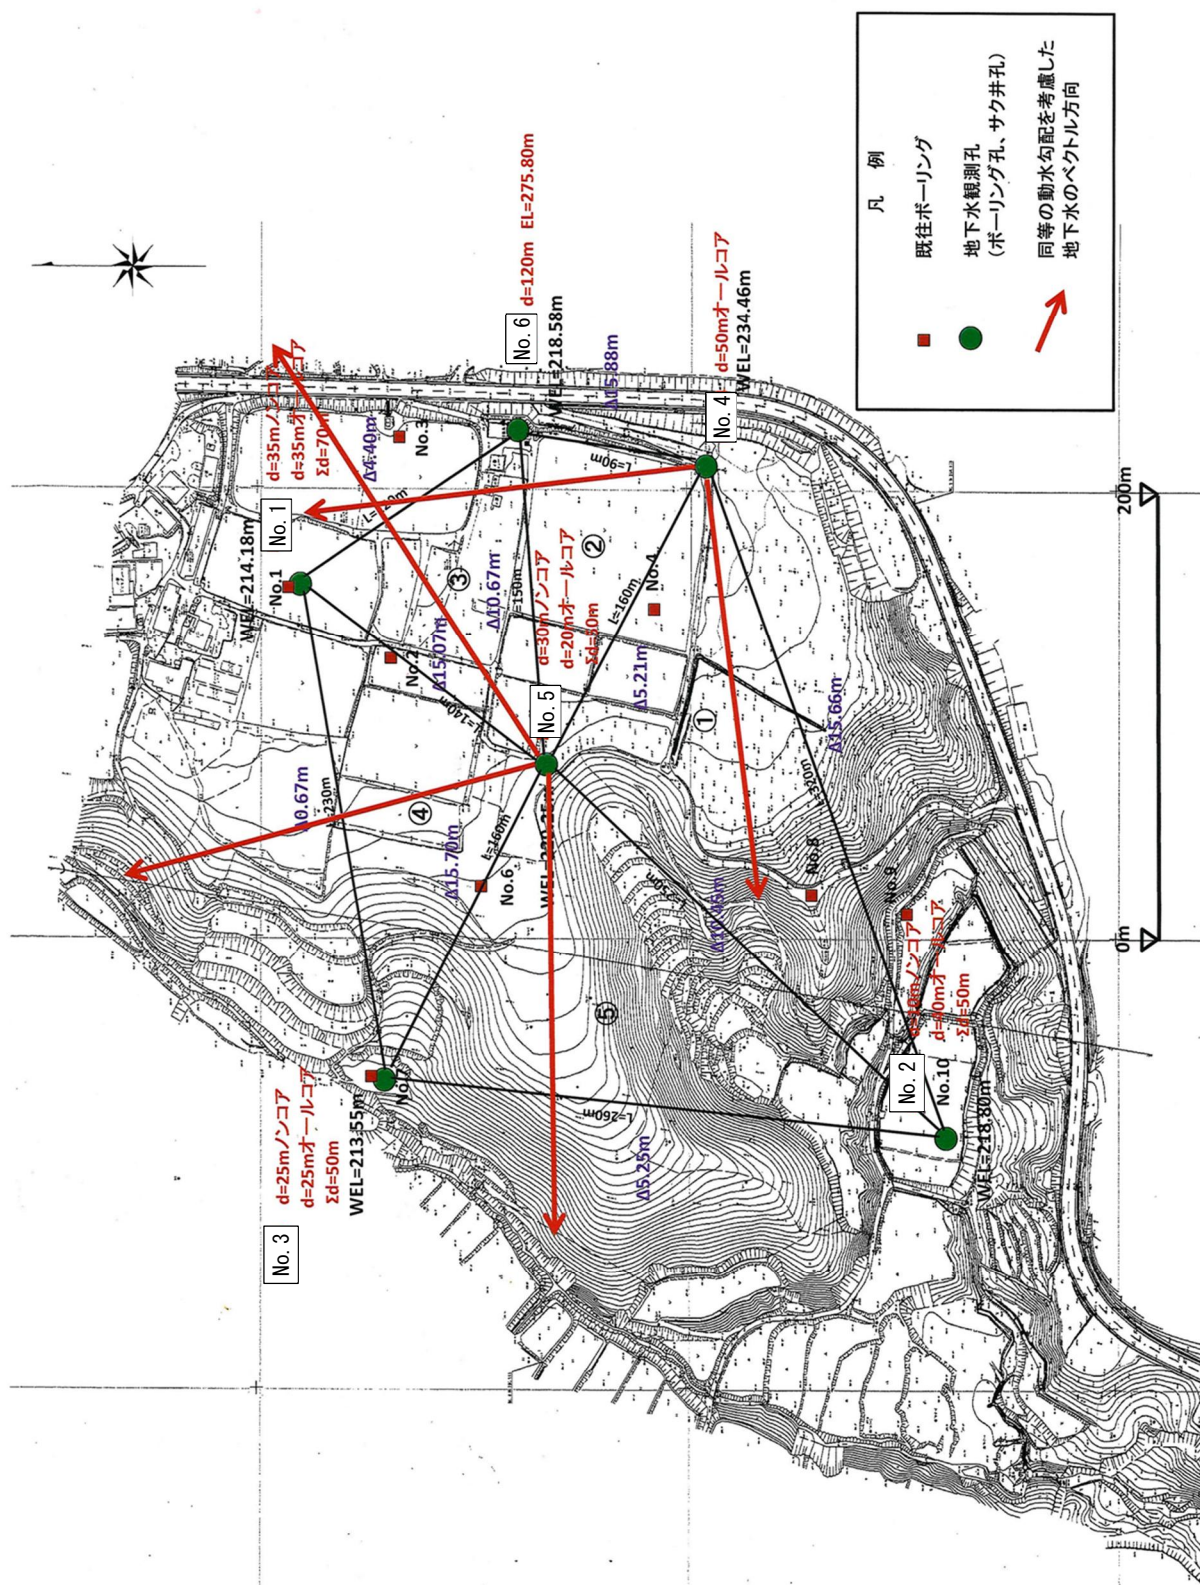 凡 例
既往ボーリング
地下水観測孔
(ボーリング孔、サク井孔)
同等の動水勾配を考慮した
地下水のベクトル方向
d=35mノンコア
Σd=70m
No. 1
WEL=214.18m
No.1
Δ4.40m
No.3
No. 6
d=120m EL=275.80m
WEL=218.58m
Δ15.88m
L=90m
d=50mオールコア
WEL=234.46m
No. 4
②
③
No.2
Δ15.07m
L=140m
Δ10.67m
L=150m
d=30mノンコア
d=20mオールコア
Σd=50m
L=160m
No.4
Δ5.21m
No. 5
①
Δ15.66m
L=230m
Δ0.67m
④
L=160m
Δ15.70m
No.6
No.8
No.9
d=40mオールコア
Σd=50m
⑤
No. 2
No.10
WEL=218.80m
L=260m
Δ5.25m
d=25mノンコア
d=25mオールコア
Σd=50m
WEL=213.55m
No.7
No. 3
200m
0m